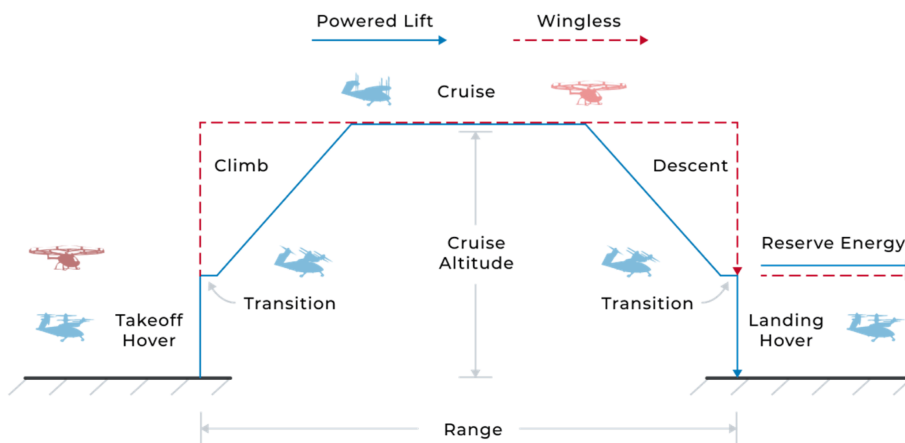 Powered Lift
Wingless
Cruise
Climb
Descent
Cruise
Altitude
Reserve Energy
Transition
Transition
Takeoff
Hover
Landing
Hover
Range